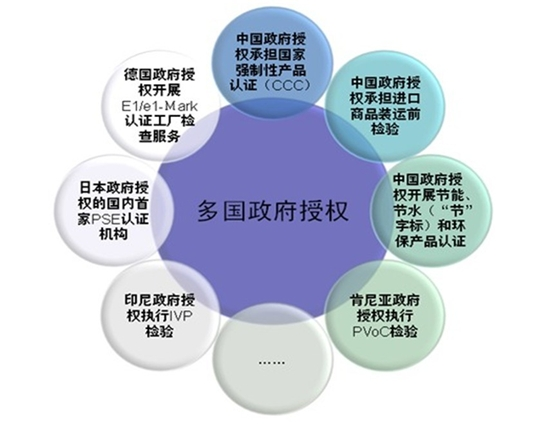 中国政府授
权承担国家
强制性产品
认证（CCC）
中国政府授
权承担进口
商品装运前
检验
中国政府授
权开展节能、
节水（“节”
字标）和环
保产品认证
肯尼亚政府
授权执行
PVoC检验
……
印尼政府授
权执行IVP
检验
日本政府授
权的国内首
家PSE认证
机构
德国政府授
权开展
E1/e1-Mark
认证工厂检
查服务
多国政府授权